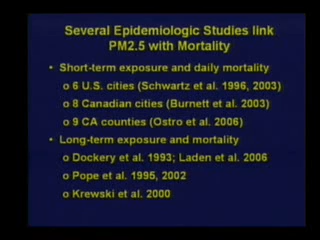 Several Epidemiologic Studies link
PM2.5 with Mortality
• Short-term exposure and daily mortality
o 6 U.S. cities (Schwartz et al. 1996, 2003)
o 8 Canadian cities (Burnett et al. 2003)
o 9 CA counties (Ostro et al. 2006)
• Long-term exposure and mortality
o Dockery et al. 1993; Laden et al. 2006
o Pope et al. 1995, 2002
o Krewski et al. 2000